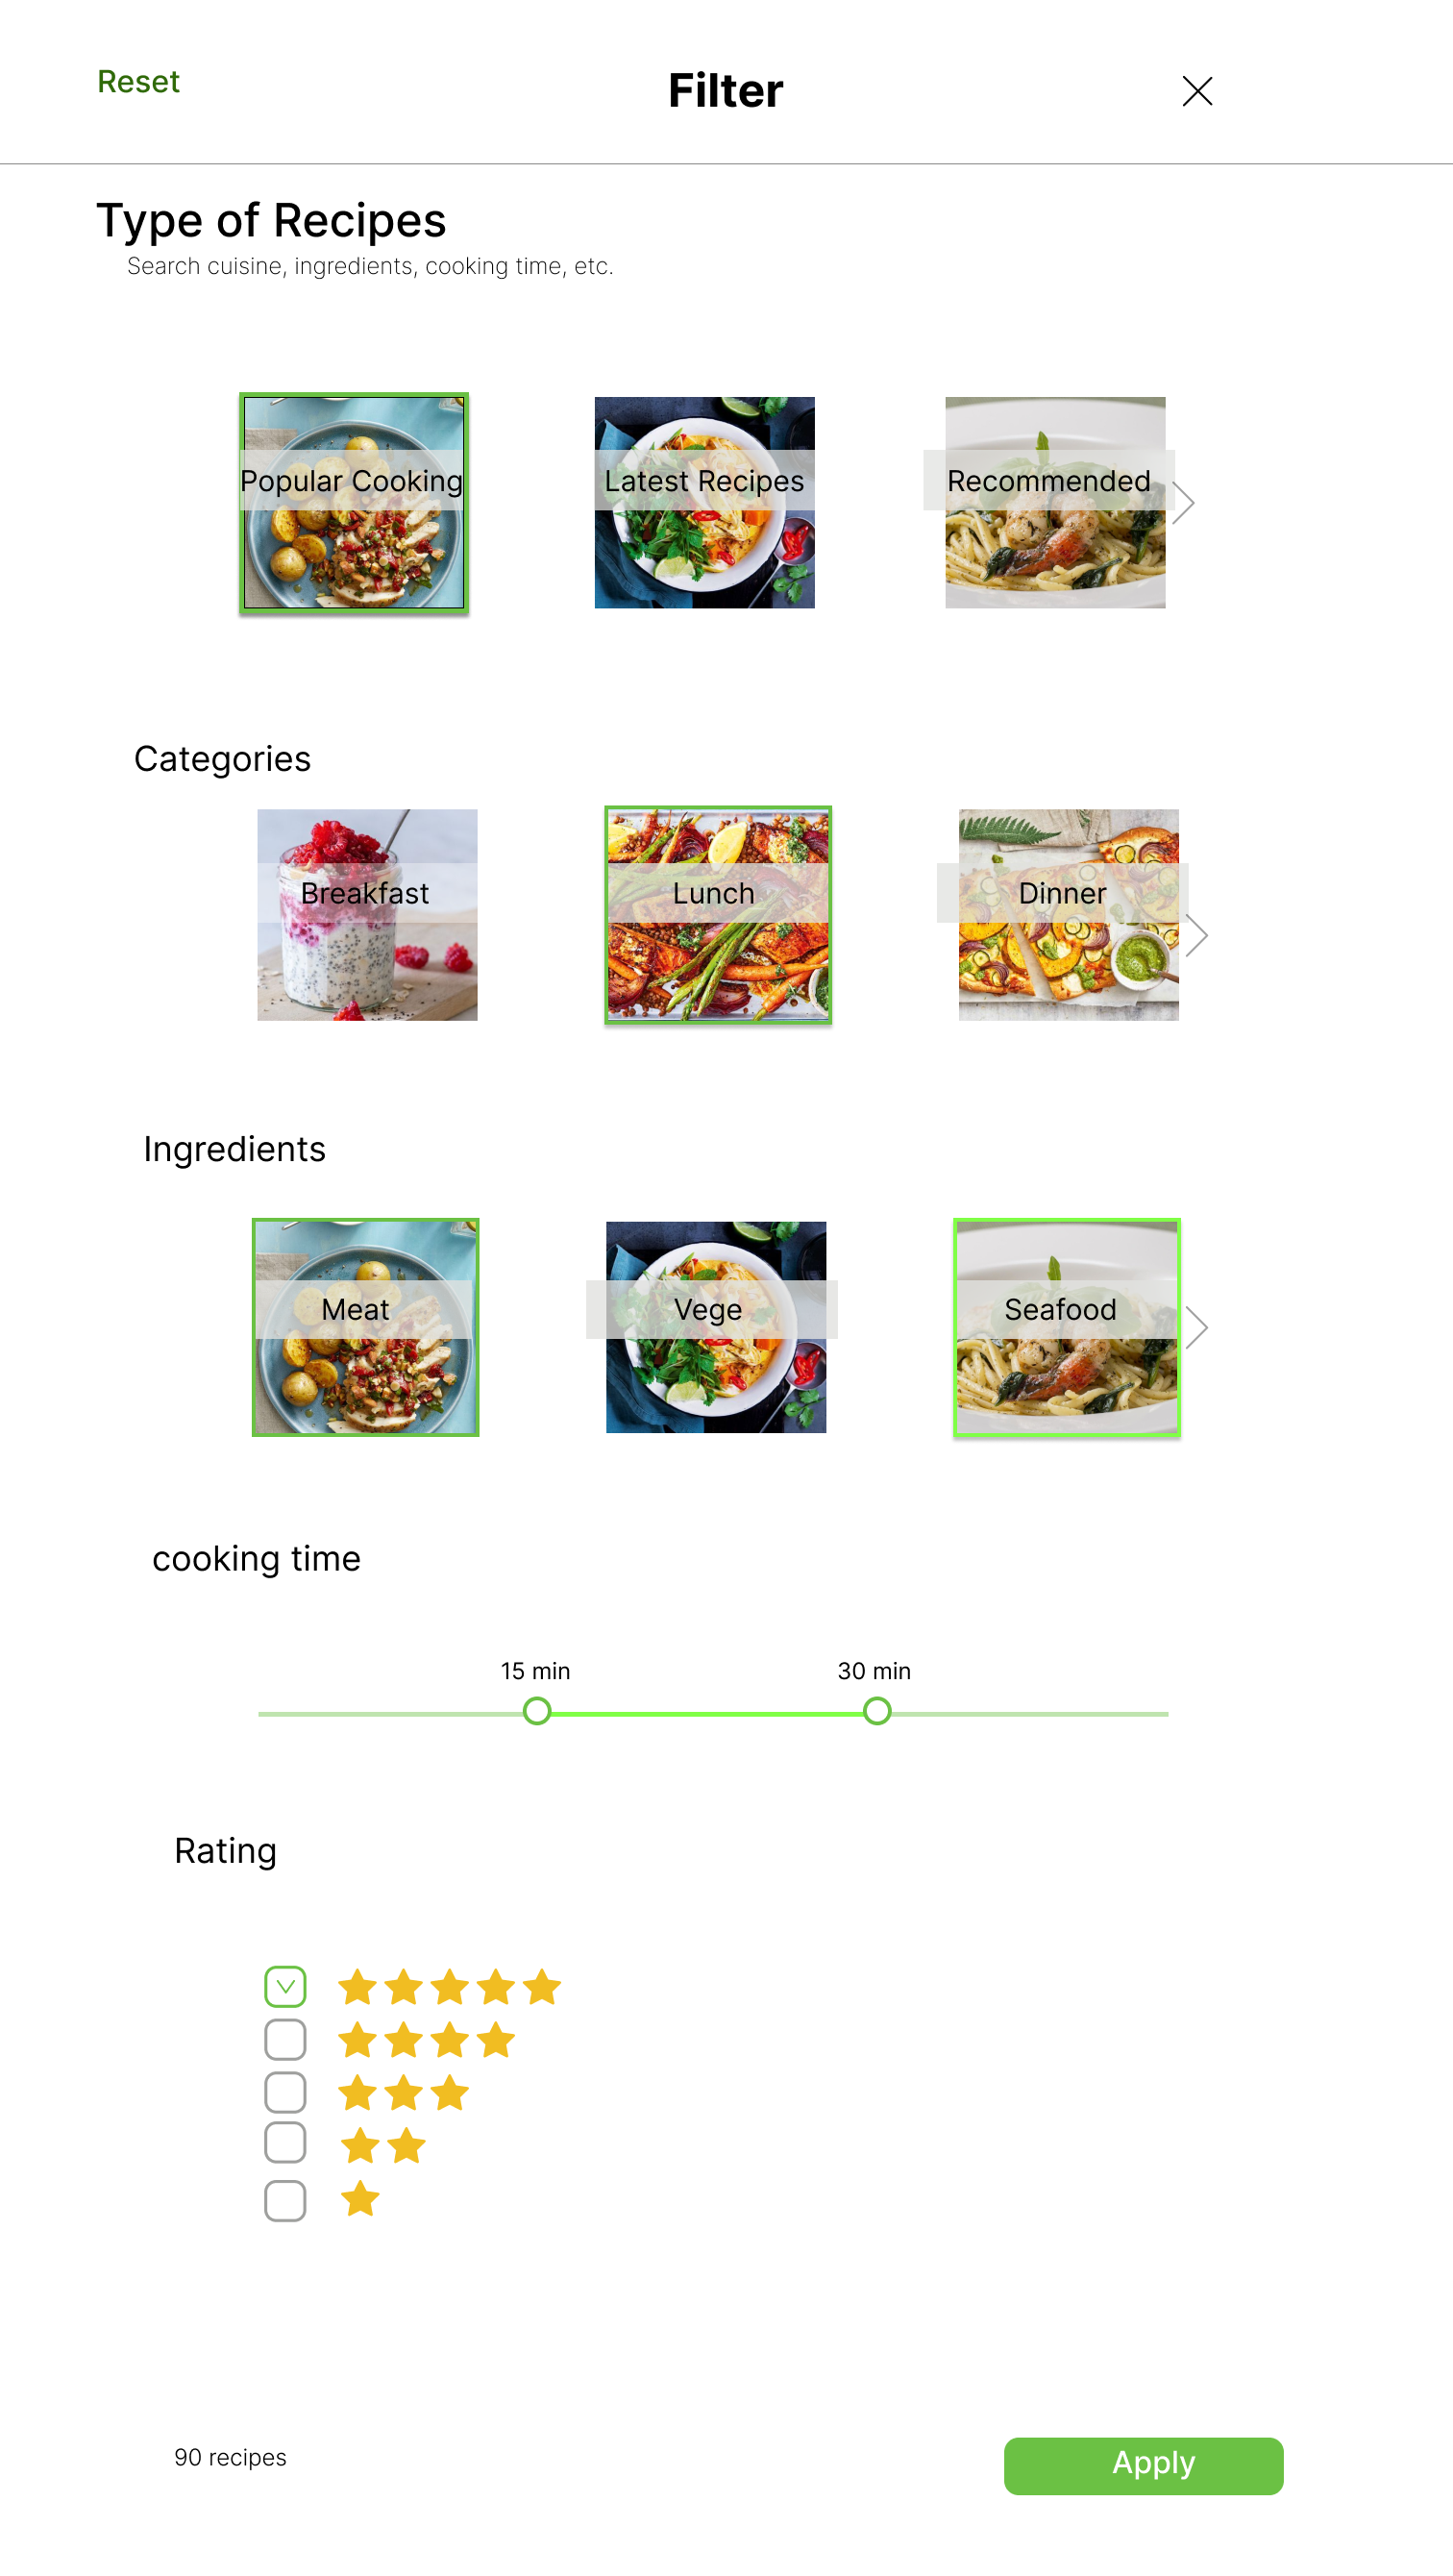 Reset
Filter
Type of Recipes
Search cuisine, ingredients, cooking time, etc.
Popular Cooking
Latest Recipes
Recommended
Categories
Breakfast
Lunch
Dinner
Ingredients
Meat
Vege
Seafood
cooking time
15 min
30 min
Rating
90 recipes
Apply